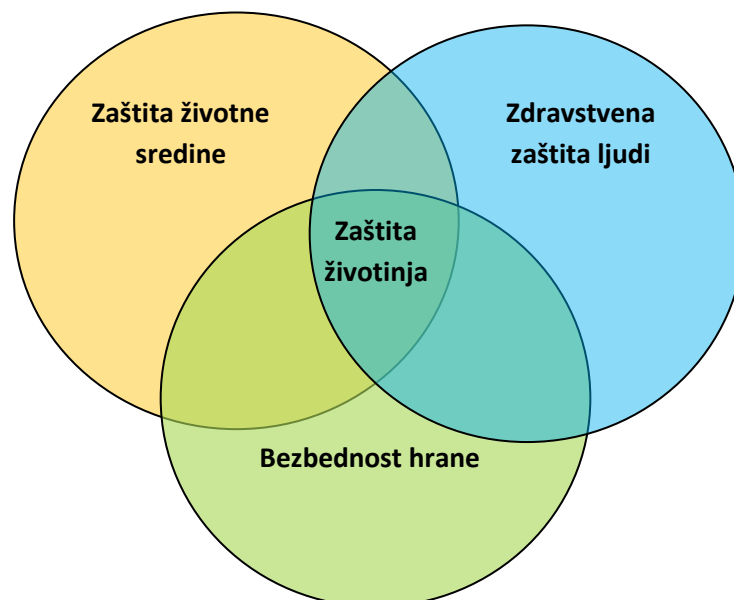 Zaštita životne
sredine
Zdravstvena
zaštita ljudi
Zaštita
životinja
Bezbednost hrane